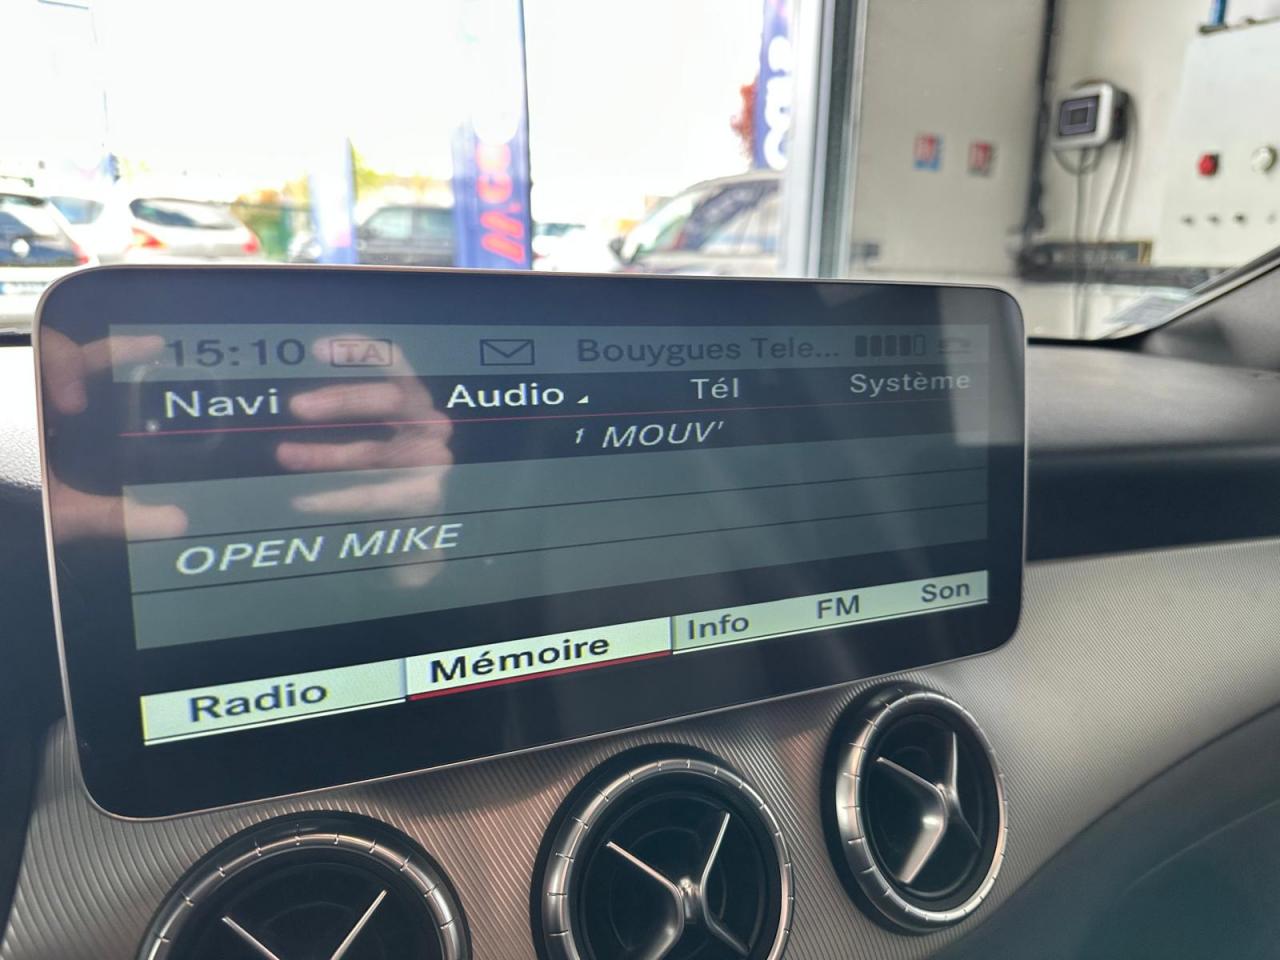 15:10 TA Bouygues Tele...
Navi Audio Tél Système
1 MOUV'
OPEN MIKE
Radio Mémoire Info FM Son